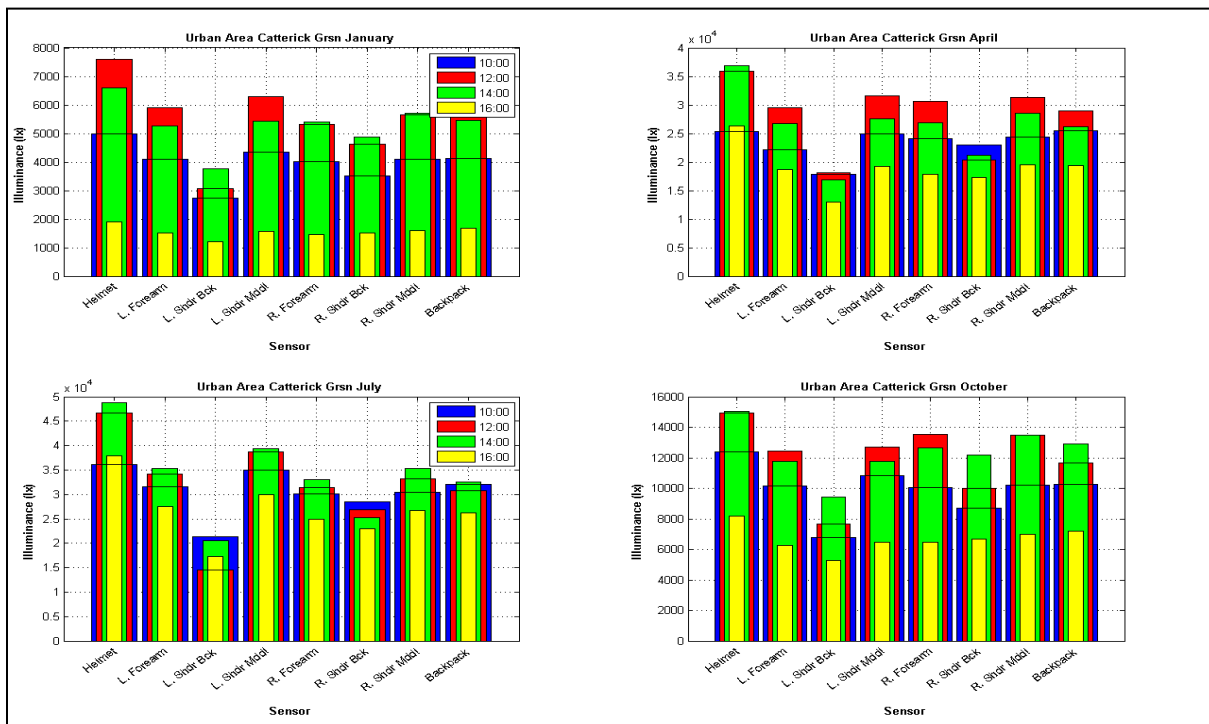 Urban Area Catterick Grsn January
8000
7000
6000
5000
4000
3000
2000
1000
0
Illuminance (lx)
10:00
12:00
14:00
16:00
Helmet
L. Forearm
L. Shdr Bck
L. Shdr Mddl
R. Forearm
R. Shdr Bck
R. Shdr Mddl
Backpack
Sensor
Urban Area Catterick Grsn April
x 10⁴
4
3.5
3
2.5
2
1.5
1
0.5
0
Illuminance (lx)
Helmet
L. Forearm
L. Shdr Bck
L. Shdr Mddl
R. Forearm
R. Shdr Bck
R. Shdr Mddl
Backpack
Sensor
Urban Area Catterick Grsn July
x 10⁴
5
4.5
4
3.5
3
2.5
2
1.5
1
0.5
0
Illuminance (lx)
10:00
12:00
14:00
16:00
Helmet
L. Forearm
L. Shdr Bck
L. Shdr Mddl
R. Forearm
R. Shdr Bck
R. Shdr Mddl
Backpack
Sensor
Urban Area Catterick Grsn October
16000
14000
12000
10000
8000
6000
4000
2000
0
Illuminance (lx)
Helmet
L. Forearm
L. Shdr Bck
L. Shdr Mddl
R. Forearm
R. Shdr Bck
R. Shdr Mddl
Backpack
Sensor